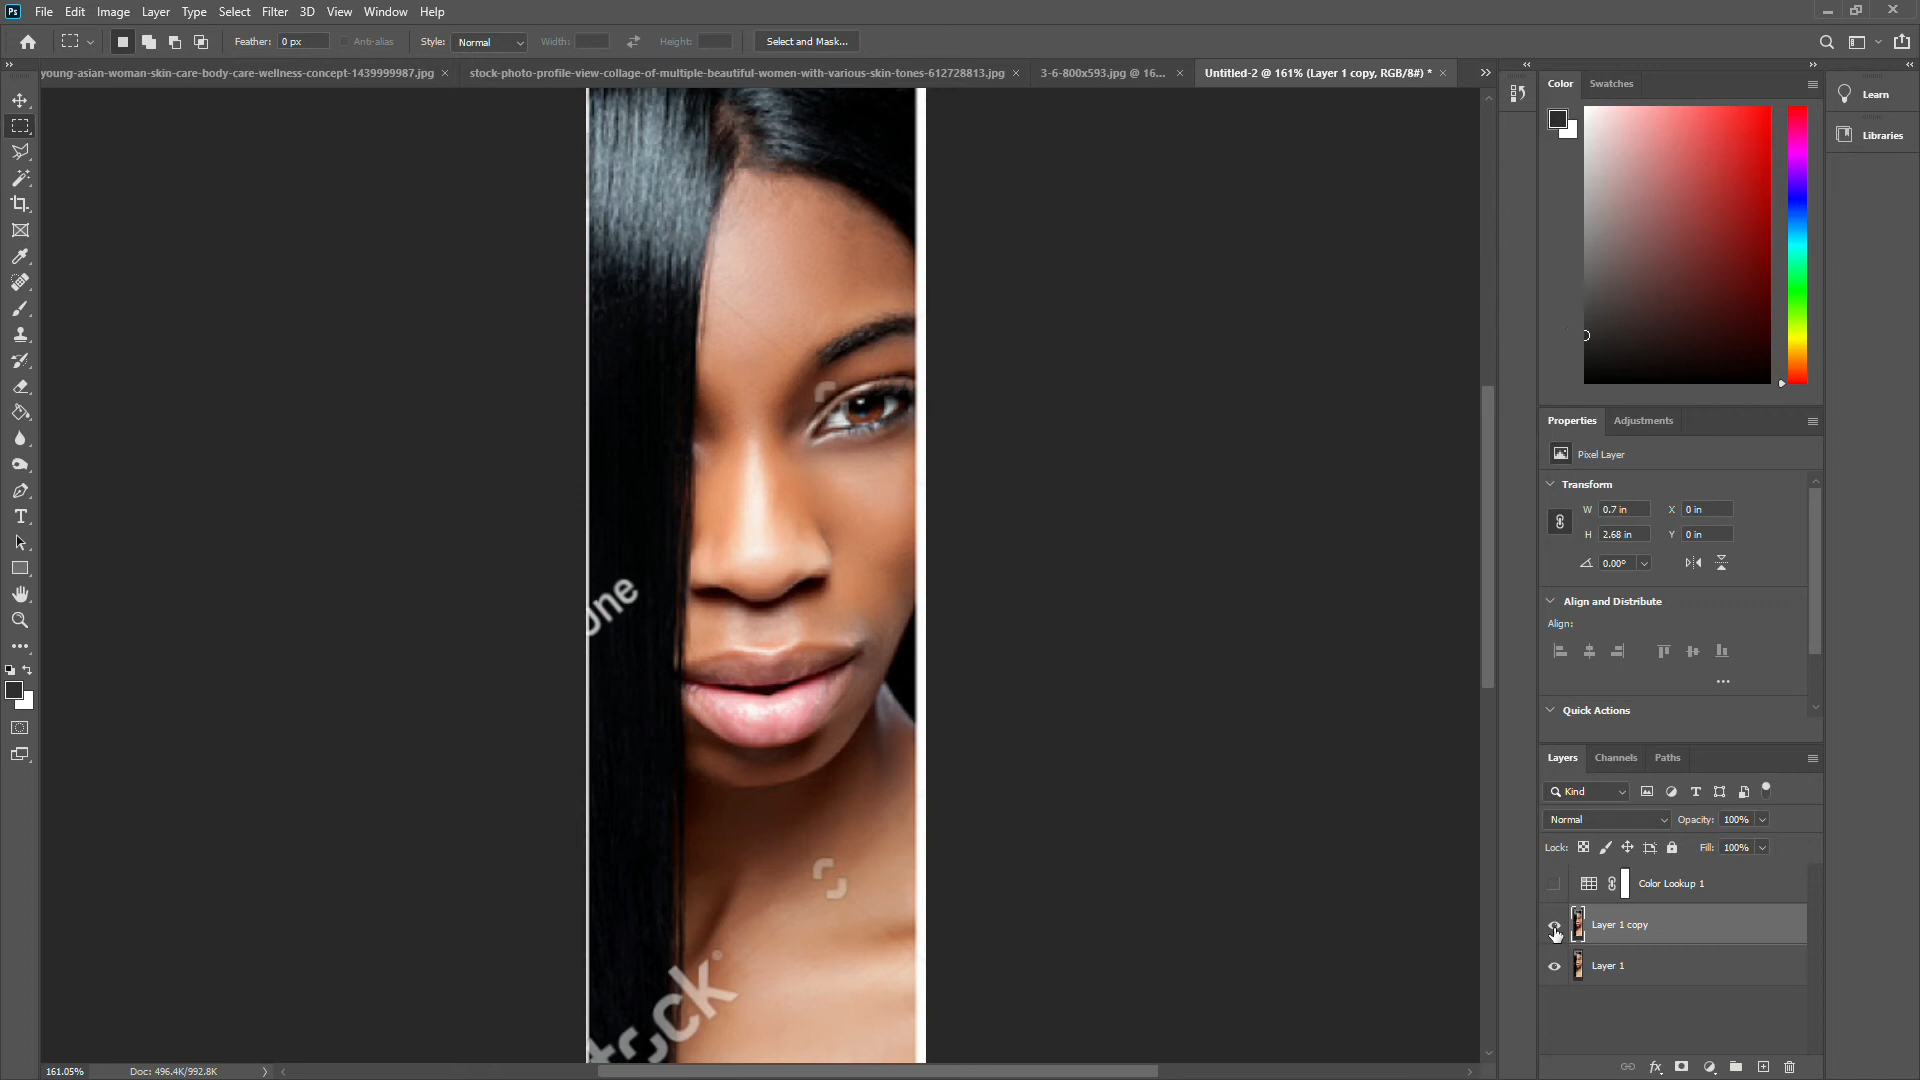 Ps File Edit Image Layer Type Select Filter 3D View Window Help
Feather: 0 px Anti-alias Style: Normal Width: Height: Select and Mask...
young-asian-woman-skin-care-body-care-wellness-concept-1439999987.jpg × stock-photo-profile-view-collage-of-multiple-beautiful-women-with-various-skin-tones-612728813.jpg × 3-6-800x593.jpg @ 16... × Untitled-2 @ 161% (Layer 1 copy, RGB/8#) * ×
Color Swatches
Learn
Libraries
Properties Adjustments
Pixel Layer
Transform
W 0.7 in X 0 in
H 2.68 in Y 0 in
0.00°
Align and Distribute
Align:
Quick Actions
Layers Channels Paths
Kind
Normal Opacity: 100%
Lock: Fill: 100%
Color Lookup 1
Layer 1 copy
Layer 1
161.05% Doc: 496.4K/992.8K